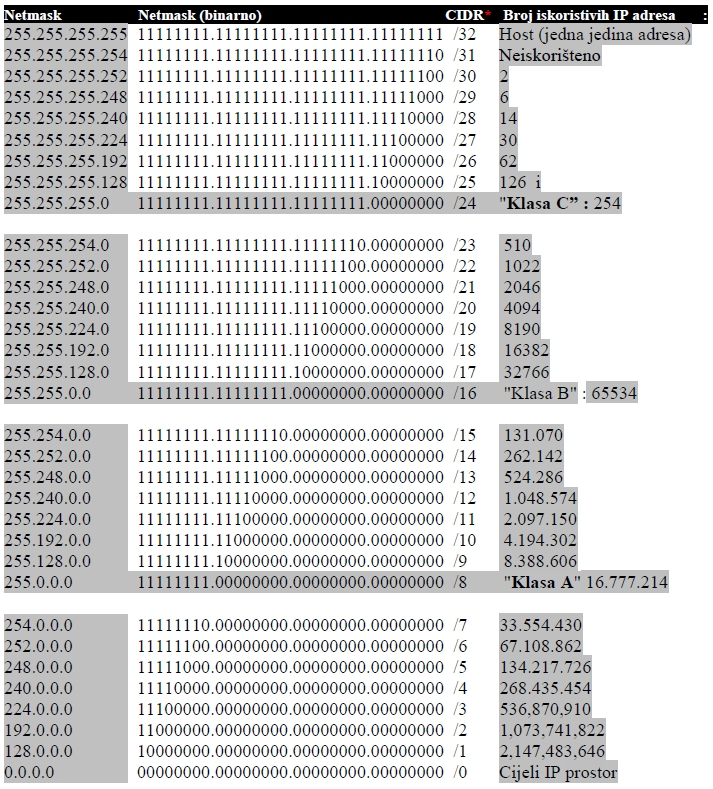 Netmask Netmask (binarno) CIDR* Broj iskoristivih IP adresa :
255.255.255.255 11111111.11111111.11111111.11111111 /32 Host (jedna jedina adresa)
255.255.255.254 11111111.11111111.11111111.11111110 /31 Neiskorišteno
255.255.255.252 11111111.11111111.11111111.11111100 /30 2
255.255.255.248 11111111.11111111.11111111.11111000 /29 6
255.255.255.240 11111111.11111111.11111111.11110000 /28 14
255.255.255.224 11111111.11111111.11111111.11100000 /27 30
255.255.255.192 11111111.11111111.11111111.11000000 /26 62
255.255.255.128 11111111.11111111.11111111.10000000 /25 126 i
255.255.255.0 11111111.11111111.11111111.00000000 /24 "Klasa C” : 254
255.255.254.0 11111111.11111111.11111110.00000000 /23 510
255.255.252.0 11111111.11111111.11111100.00000000 /22 1022
255.255.248.0 11111111.11111111.11111000.00000000 /21 2046
255.255.240.0 11111111.11111111.11110000.00000000 /20 4094
255.255.224.0 11111111.11111111.11100000.00000000 /19 8190
255.255.192.0 11111111.11111111.11000000.00000000 /18 16382
255.255.128.0 11111111.11111111.10000000.00000000 /17 32766
255.255.0.0 11111111.11111111.00000000.00000000 /16 "Klasa B" : 65534
255.254.0.0 11111111.11111110.00000000.00000000 /15 131.070
255.252.0.0 11111111.11111100.00000000.00000000 /14 262.142
255.248.0.0 11111111.11111000.00000000.00000000 /13 524.286
255.240.0.0 11111111.11110000.00000000.00000000 /12 1.048.574
255.224.0.0 11111111.11100000.00000000.00000000 /11 2.097.150
255.192.0.0 11111111.11000000.00000000.00000000 /10 4.194.302
255.128.0.0 11111111.10000000.00000000.00000000 /9 8.388.606
255.0.0.0 11111111.00000000.00000000.00000000 /8 "Klasa A" 16.777.214
254.0.0.0 11111110.00000000.00000000.00000000 /7 33.554.430
252.0.0.0 11111100.00000000.00000000.00000000 /6 67.108.862
248.0.0.0 11111000.00000000.00000000.00000000 /5 134.217.726
240.0.0.0 11110000.00000000.00000000.00000000 /4 268.435.454
224.0.0.0 11100000.00000000.00000000.00000000 /3 536,870,910
192.0.0.0 11000000.00000000.00000000.00000000 /2 1,073,741,822
128.0.0.0 10000000.00000000.00000000.00000000 /1 2,147,483,646
0.0.0.0 00000000.00000000.00000000.00000000 /0 Cijeli IP prostor